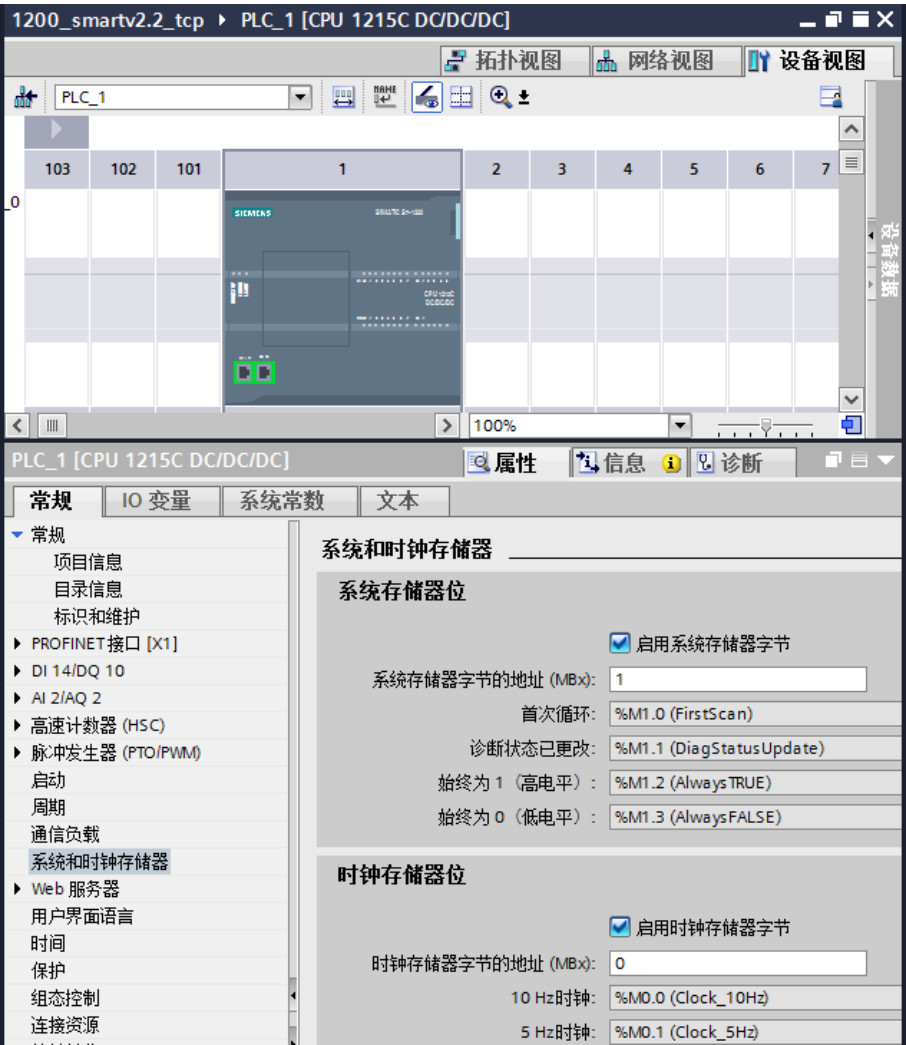 1200_smartv2.2_tcp ▸ PLC_1 [CPU 1215C DC/DC/DC]
拓扑视图 网络视图 设备视图
PLC_1
103 102 101 1 2 3 4 5 6 7
_0
SIEMENS
设备数据
100%
PLC_1 [CPU 1215C DC/DC/DC]
属性 信息 诊断
常规 IO 变量 系统常数 文本
常规
项目信息
目录信息
标识和维护
PROFINET接口 [X1]
DI 14/DQ 10
AI 2/AQ 2
高速计数器 (HSC)
脉冲发生器 (PTO/PWM)
启动
周期
通信负载
系统和时钟存储器
Web 服务器
用户界面语言
时间
保护
组态控制
连接资源
系统和时钟存储器
系统存储器位
启用系统存储器字节
系统存储器字节的地址 (MBx): 1
首次循环: %M1.0 (FirstScan)
诊断状态已更改: %M1.1 (DiagStatusUpdate)
始终为 1（高电平）: %M1.2 (AlwaysTRUE)
始终为 0（低电平）: %M1.3 (AlwaysFALSE)
时钟存储器位
启用时钟存储器字节
时钟存储器字节的地址 (MBx): 0
10 Hz时钟: %M0.0 (Clock_10Hz)
5 Hz时钟: %M0.1 (Clock_5Hz)